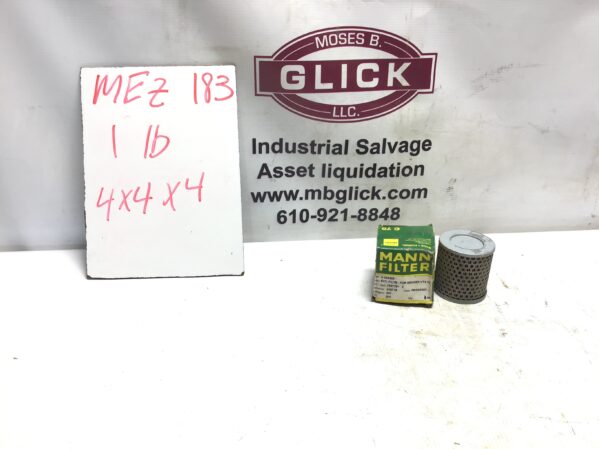 MEZ 183
1 lb
4x4x4
MOSES B.
GLICK
LLC.
Industrial Salvage
Asset liquidation
www.mbglick.com
610-921-8848
MANN
FILTER